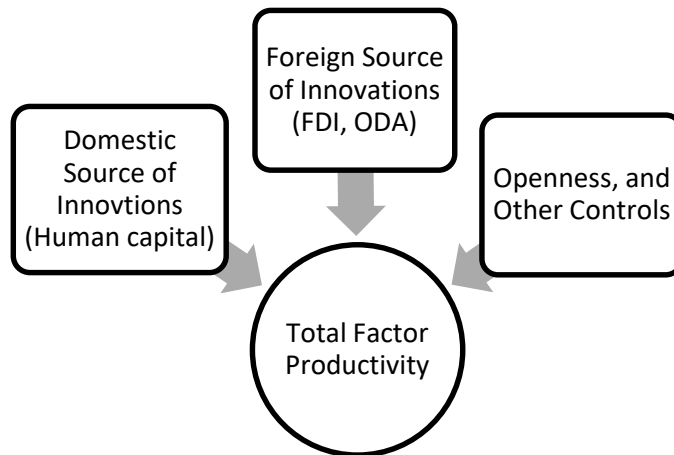 Foreign Source
of Innovations
(FDI, ODA)
Domestic
Source of
Innovtions
(Human capital)
Openness, and
Other Controls
Total Factor
Productivity